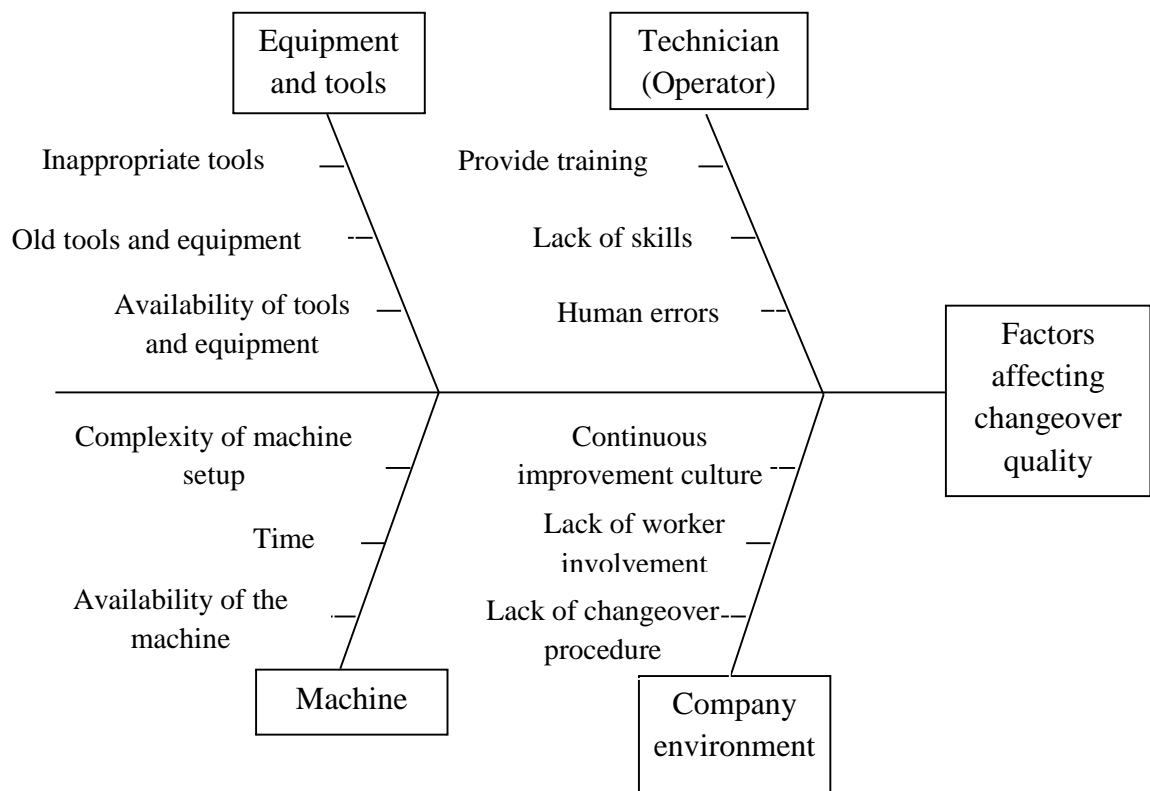 Equipment
and tools
Technician
(Operator)
Inappropriate tools
Provide training
Old tools and equipment
Lack of skills
Availability of tools
and equipment
Human errors
Factors
affecting
changeover
quality
Complexity of machine
setup
Continuous
improvement culture
Time
Lack of worker
involvement
Availability of the
machine
Lack of changeover
procedure
Machine
Company
environment